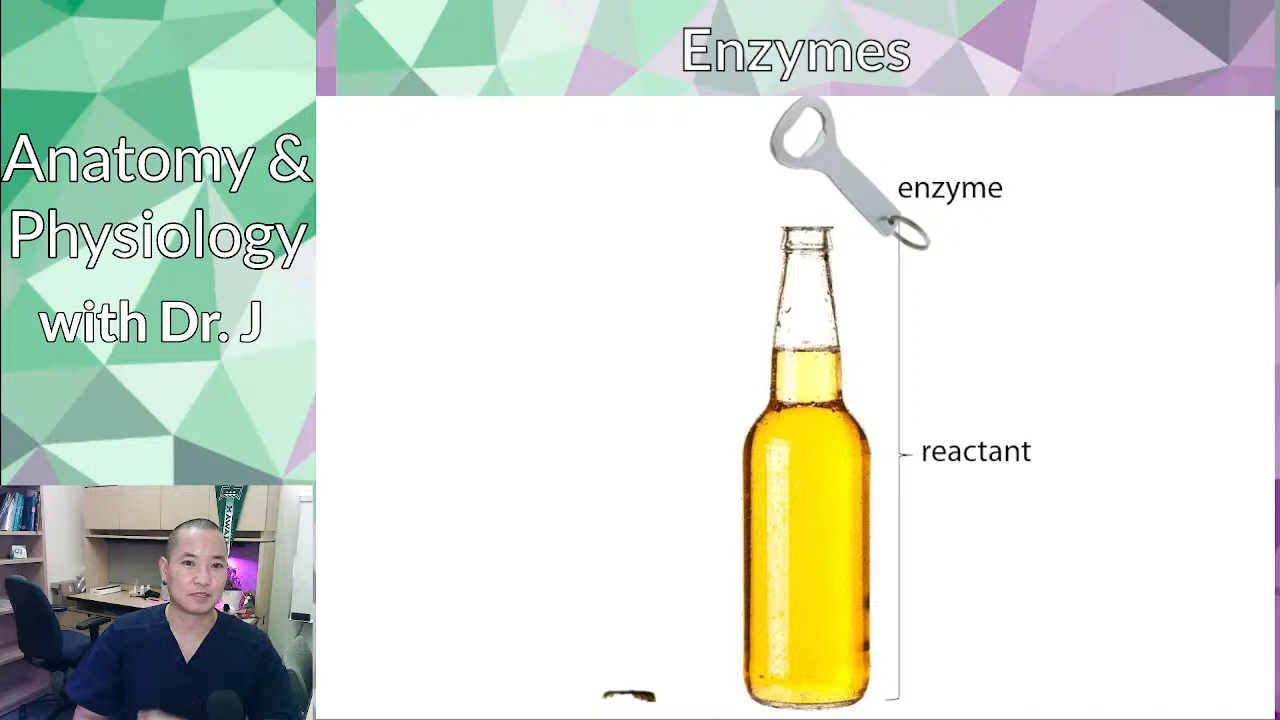 Enzymes
Anatomy &
Physiology
with Dr. J
enzyme
reactant